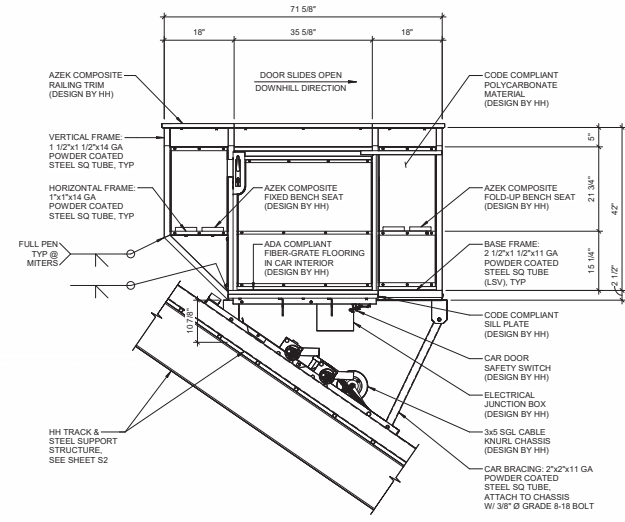 71 5/8"
18"
35 5/8"
18"
DOOR SLIDES OPEN
DOWNHILL DIRECTION
AZEK COMPOSITE
RAILING TRIM
(DESIGN BY HH)
CODE COMPLIANT
POLYCARBONATE
MATERIAL
(DESIGN BY HH)
VERTICAL FRAME:
1 1/2"x1 1/2"x14 GA
POWDER COATED
STEEL SQ TUBE, TYP
HORIZONTAL FRAME:
1"x1"x14 GA
POWDER COATED
STEEL SQ TUBE, TYP
AZEK COMPOSITE
FIXED BENCH SEAT
(DESIGN BY HH)
AZEK COMPOSITE
FOLD-UP BENCH SEAT
(DESIGN BY HH)
5"
21 3/4"
42"
15 1/4"
2 1/2"
FULL PEN
TYP @
MITERS
ADA COMPLIANT
FIBER-GRATE FLOORING
IN CAR INTERIOR
(DESIGN BY HH)
BASE FRAME:
2 1/2"x1 1/2"x11 GA
POWDER COATED
STEEL SQ TUBE
(LSV), TYP
10 7/8"
CODE COMPLIANT
SILL PLATE
(DESIGN BY HH)
CAR DOOR
SAFETY SWITCH
(DESIGN BY HH)
ELECTRICAL
JUNCTION BOX
(DESIGN BY HH)
3x5 SGL CABLE
KNURL CHASSIS
(DESIGN BY HH)
HH TRACK &
STEEL SUPPORT
STRUCTURE,
SEE SHEET S2
CAR BRACING: 2"x2"x11 GA
POWDER COATED
STEEL SQ TUBE,
ATTACH TO CHASSIS
W/ 3/8" Ø GRADE 8-18 BOLT